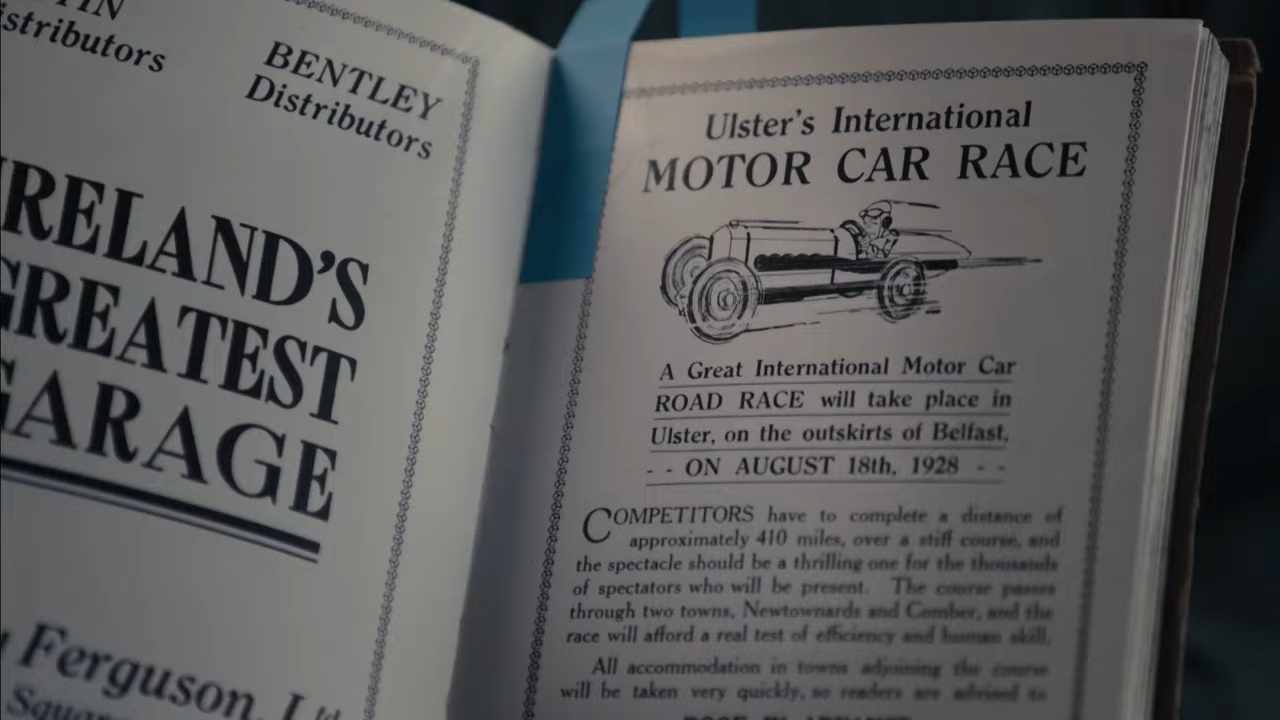 Distributors
BENTLEY
Distributors
IRELAND'S
GREATEST
GARAGE
Ferguson, Ltd
Square
Ulster's International
MOTOR CAR RACE
A Great International Motor Car
ROAD RACE will take place in
Ulster, on the outskirts of Belfast,
- - ON AUGUST 18th, 1928 - -
COMPETITORS have to complete a distance of
approximately 410 miles, over a stiff course, and
the spectacle should be a thrilling one for the thousands
of spectators who will be present. The course passes
through two towns, Newtownards and Comber, and the
race will afford a real test of efficiency and human skill.
All accommodation in towns adjoining the course
will be taken very quickly, so readers are advised to